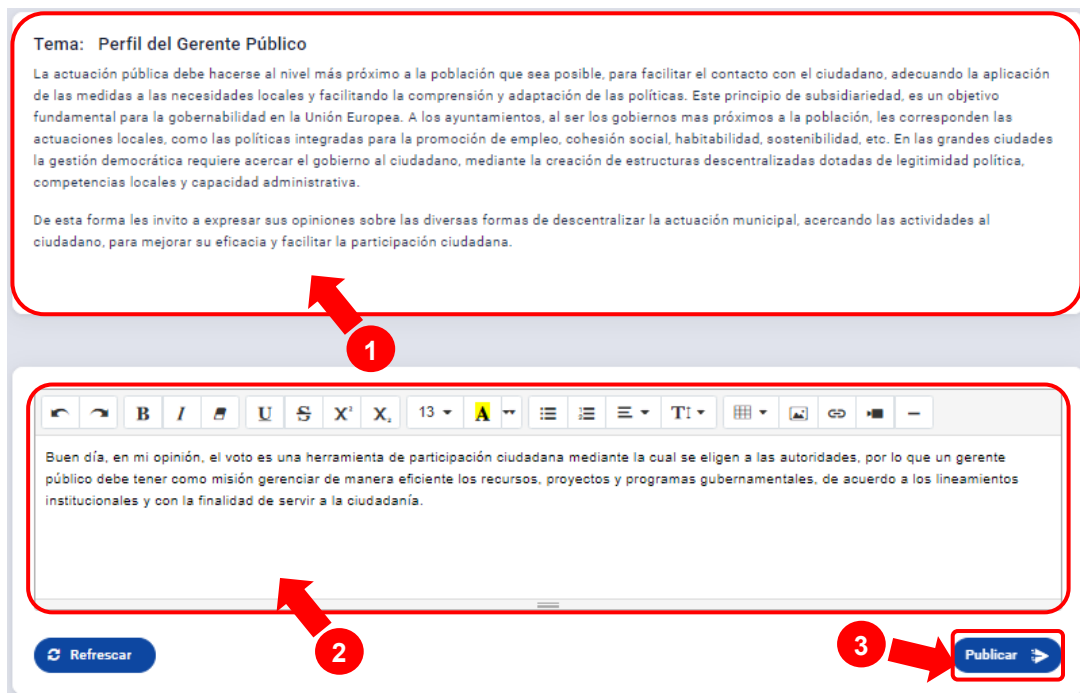 Tema: Perfil del Gerente Público
La actuación pública debe hacerse al nivel más próximo a la población que sea posible, para facilitar el contacto con el ciudadano, adecuando la aplicación
de las medidas a las necesidades locales y facilitando la comprensión y adaptación de las políticas. Este principio de subsidiariedad, es un objetivo
fundamental para la gobernabilidad en la Unión Europea. A los ayuntamientos, al ser los gobiernos mas próximos a la población, les corresponden las
actuaciones locales, como las políticas integradas para la promoción de empleo, cohesión social, habitabilidad, sostenibilidad, etc. En las grandes ciudades
la gestión democrática requiere acercar el gobierno al ciudadano, mediante la creación de estructuras descentralizadas dotadas de legitimidad política,
competencias locales y capacidad administrativa.
De esta forma les invito a expresar sus opiniones sobre las diversas formas de descentralizar la actuación municipal, acercando las actividades al
ciudadano, para mejorar su eficacia y facilitar la participación ciudadana.
1
B I U S X² X₂ 13 A TI
Buen día, en mi opinión, el voto es una herramienta de participación ciudadana mediante la cual se eligen a las autoridades, por lo que un gerente
público debe tener como misión gerenciar de manera eficiente los recursos, proyectos y programas gubernamentales, de acuerdo a los lineamientos
institucionales y con la finalidad de servir a la ciudadanía.
2
3
Refrescar
Publicar